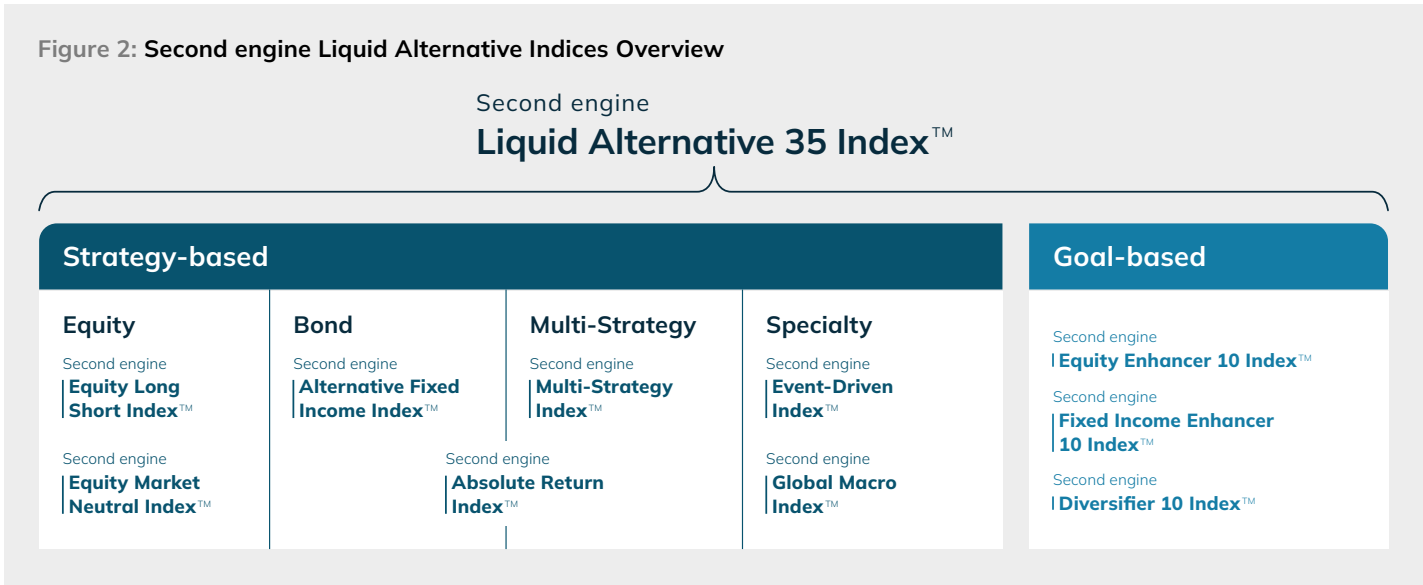 Figure 2: Second engine Liquid Alternative Indices Overview
Second engine
Liquid Alternative 35 Index™
Strategy-based
Equity
Second engine
Equity Long
Short Index™
Second engine
Equity Market
Neutral Index™
Bond
Second engine
Alternative Fixed
Income Index™
Multi-Strategy
Second engine
Multi-Strategy
Index™
Second engine
Absolute Return
Index™
Specialty
Second engine
Event-Driven
Index™
Second engine
Global Macro
Index™
Goal-based
Second engine
Equity Enhancer 10 Index™
Second engine
Fixed Income Enhancer
10 Index™
Second engine
Diversifier 10 Index™